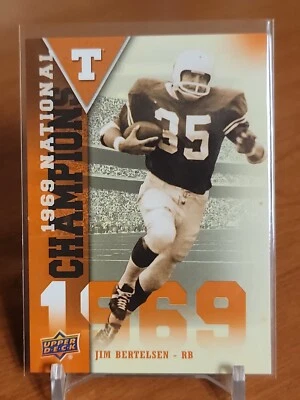 T
1969 NATIONAL
CHAMPIONS
35
1969
UPPER
DECK
JIM BERTELSEN - RB